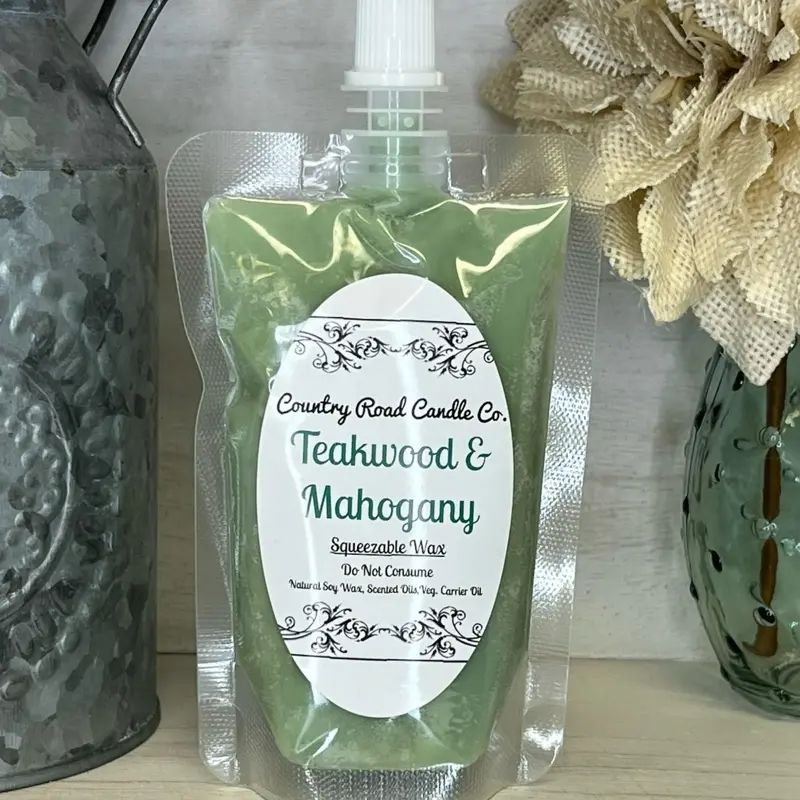 Country Road Candle Co.
Teakwood &
Mahogany
Squeezable Wax
Do Not Consume
Natural Soy Wax, Scented Oils, Veg. Carrier Oil